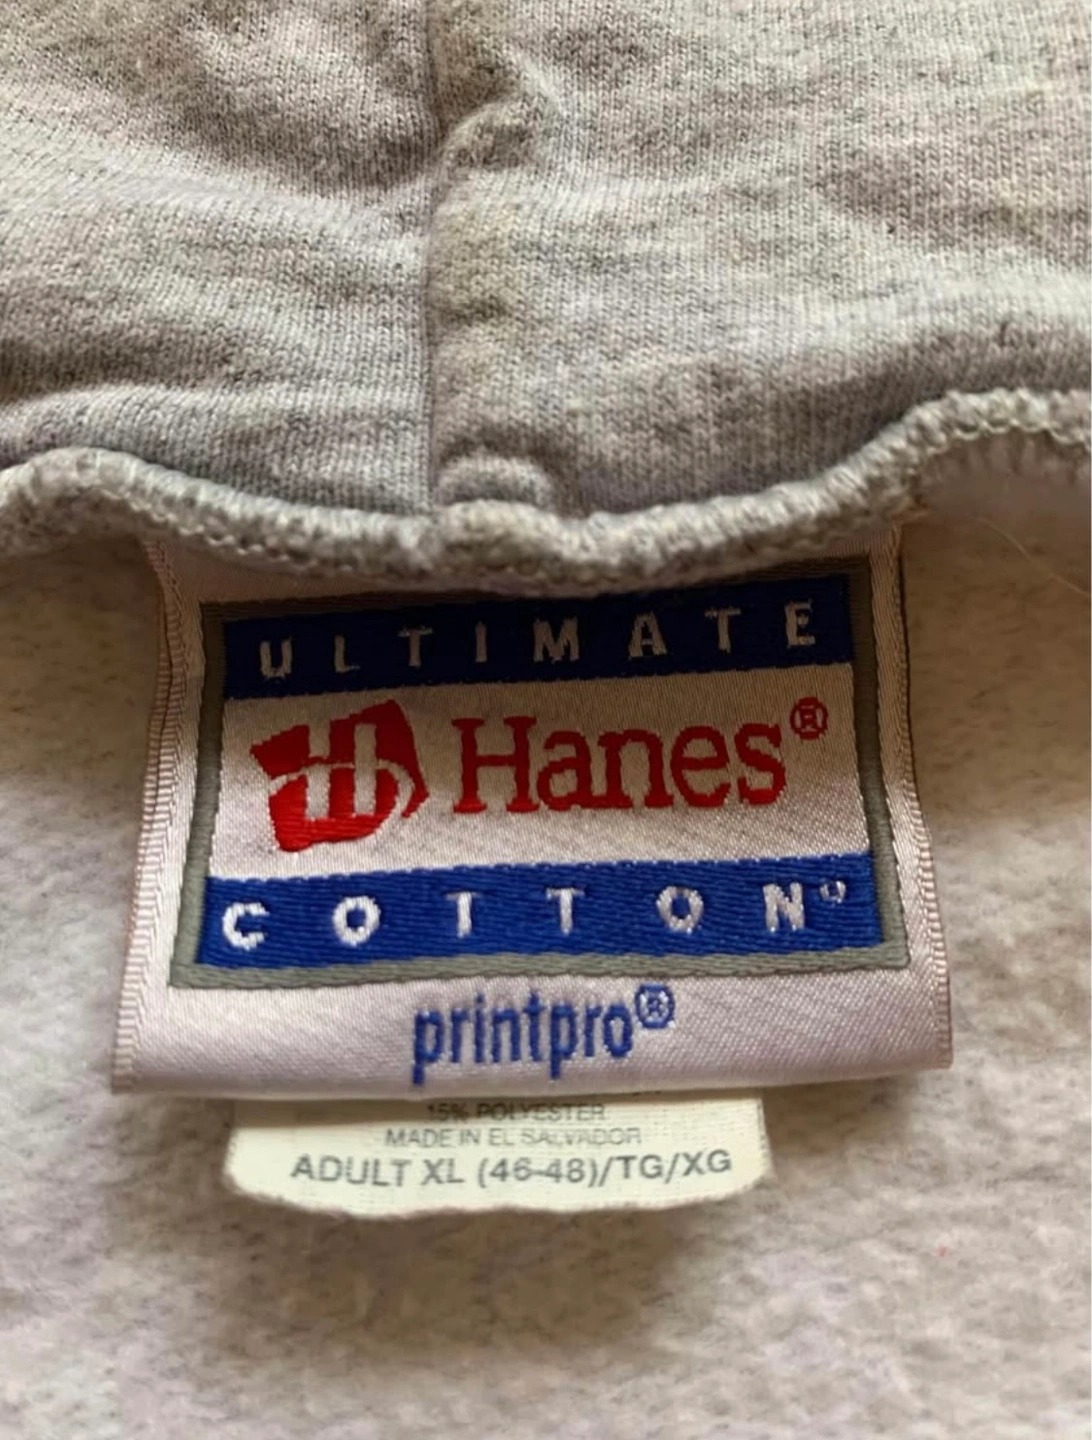 ULTIMATE
Hanes®
COTTON®
printpro®
15% POLYESTER
MADE IN EL SALVADOR
ADULT XL (46-48)/TG/XG